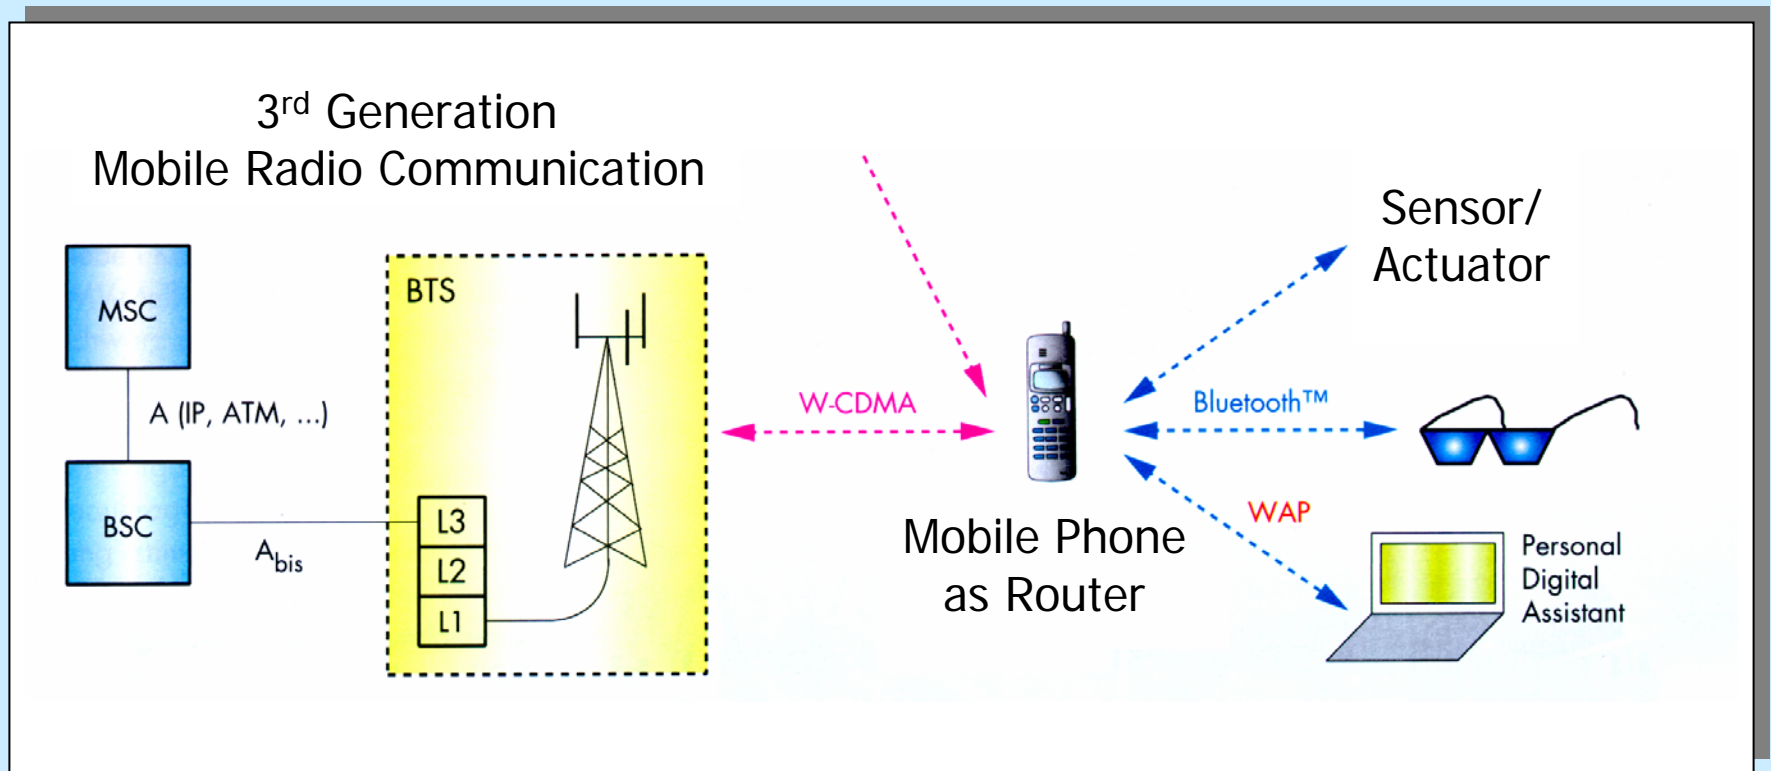 3rd Generation
Mobile Radio Communication
MSC
A (IP, ATM, ...)
BSC
Abis
BTS
L3
L2
L1
W-CDMA
Mobile Phone
as Router
Bluetooth™
WAP
Sensor/
Actuator
Personal
Digital
Assistant